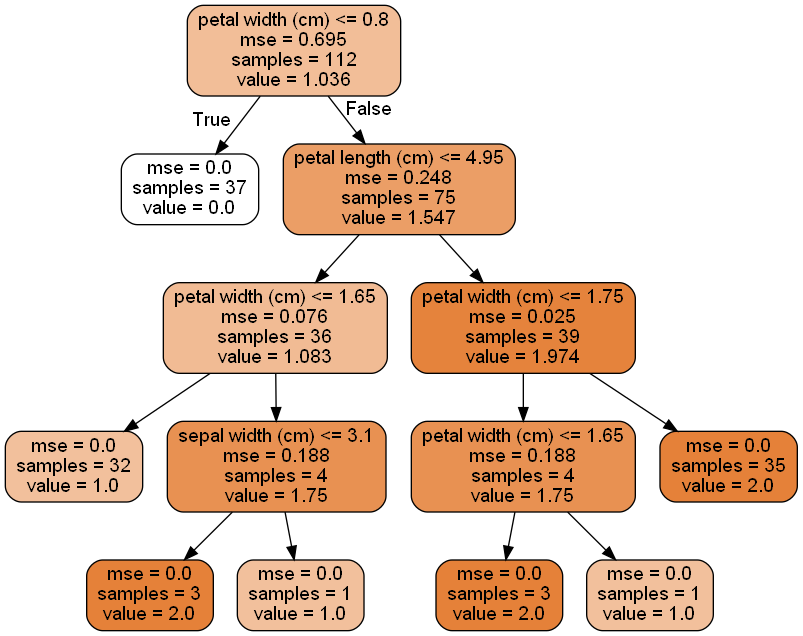 petal width (cm) <= 0.8
mse = 0.695
samples = 112
value = 1.036
True
False
mse = 0.0
samples = 37
value = 0.0
petal length (cm) <= 4.95
mse = 0.248
samples = 75
value = 1.547
petal width (cm) <= 1.65
mse = 0.076
samples = 36
value = 1.083
petal width (cm) <= 1.75
mse = 0.025
samples = 39
value = 1.974
mse = 0.0
samples = 32
value = 1.0
sepal width (cm) <= 3.1
mse = 0.188
samples = 4
value = 1.75
petal width (cm) <= 1.65
mse = 0.188
samples = 4
value = 1.75
mse = 0.0
samples = 35
value = 2.0
mse = 0.0
samples = 3
value = 2.0
mse = 0.0
samples = 1
value = 1.0
mse = 0.0
samples = 3
value = 2.0
mse = 0.0
samples = 1
value = 1.0